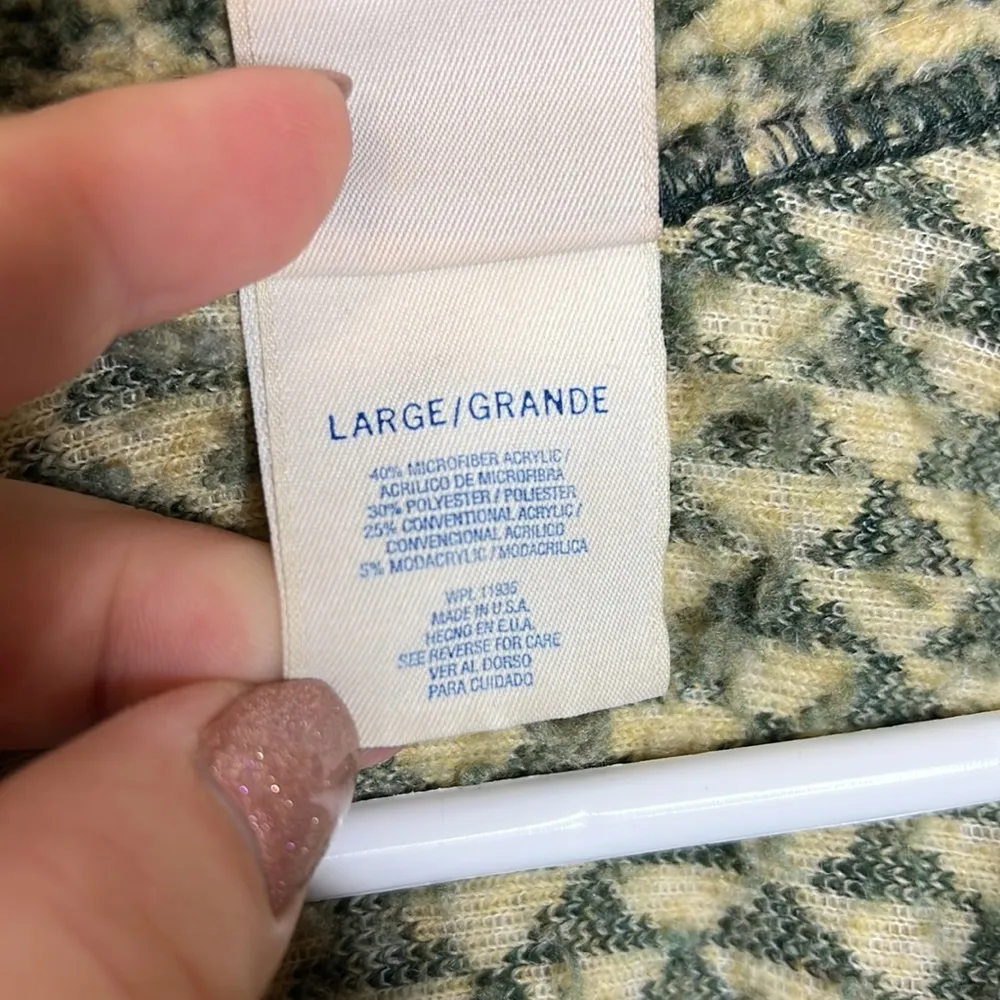 LARGE/GRANDE
40% MICROFIBER ACRYLIC /
ACRILICO DE MICROFIBRA
30% POLYESTER / POLIESTER
25% CONVENTIONAL ACRYLIC /
CONVENCIONAL ACRILICO
5% MODACRYLIC / MODACRILICA
WPL 11935
MADE IN U.S.A.
HECNO EN E.U.A.
SEE REVERSE FOR CARE
VER AL DORSO
PARA CUIDADO